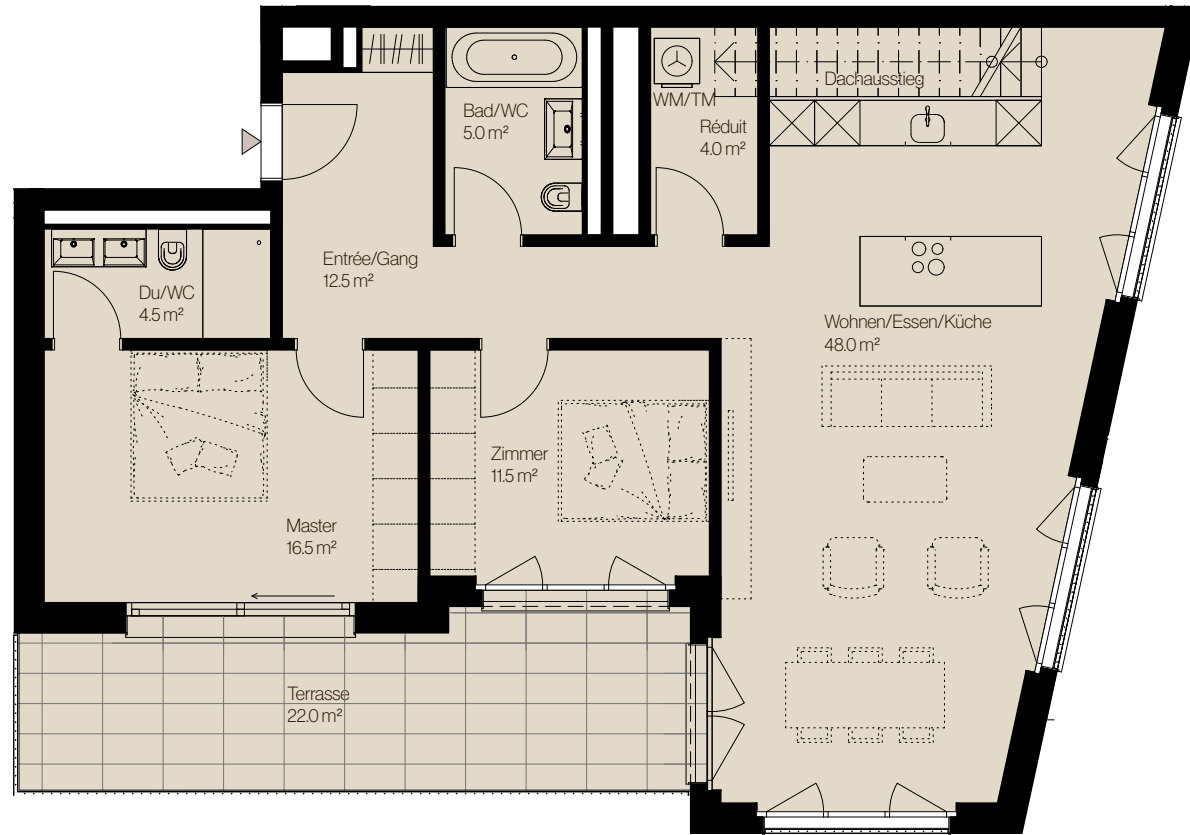 Dachausstieg
Bad/WC
5.0 m²
WM/TM
Réduit
4.0 m²
Entrée/Gang
12.5 m²
Du/WC
4.5 m²
Wohnen/Essen/Küche
48.0 m²
Zimmer
11.5 m²
Master
16.5 m²
Terrasse
22.0 m²